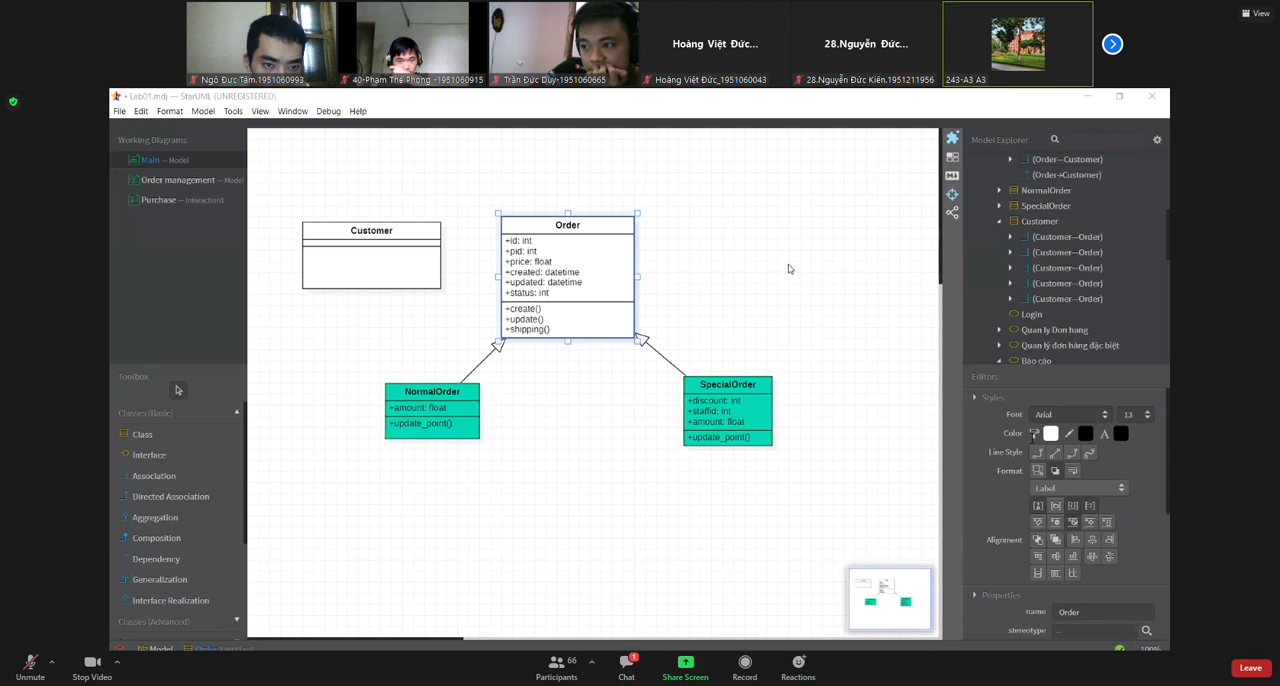 View
Ngô Đức Tâm.1951060993
40-Phạm Thế Phong -1951060915
Trần Đức Duy-1951060665
Hoàng Việt Đức...
Hoàng Việt Đức_1951060043
28.Nguyễn Đức...
28.Nguyễn Đức Kiên.1951211956
243-A3 A3
• Lab01.mdj — StarUML (UNREGISTERED)
File Edit Format Model Tools View Window Debug Help
Working Diagrams
Main — Model
Order management — Model
Purchase — Interaction1
Toolbox
Classes (Basic)
Class
Interface
Association
Directed Association
Aggregation
Composition
Dependency
Generalization
Interface Realization
Classes (Advanced)
Customer
Order
+id: int
+pid: int
+price: float
+created: datetime
+updated: datetime
+status: int
+create()
+update()
+shipping()
NormalOrder
+amount: float
+update_point()
SpecialOrder
+discount: int
+staffid: int
+amount: float
+update_point()
Model Explorer
(Order—Customer)
(Order→Customer)
NormalOrder
SpecialOrder
Customer
(Customer—Order)
(Customer—Order)
(Customer—Order)
(Customer—Order)
(Customer—Order)
Login
Quan ly Don hang
Quản lý đơn hàng đặc biệt
Báo cáo
Editors
Styles
Font Arial 13
Color A
Line Style
Format
Label
Alignment
Properties
name Order
stereotype —
Model
100%
Unmute
Stop Video
66
Participants
1
Chat
Share Screen
Record
Reactions
Leave